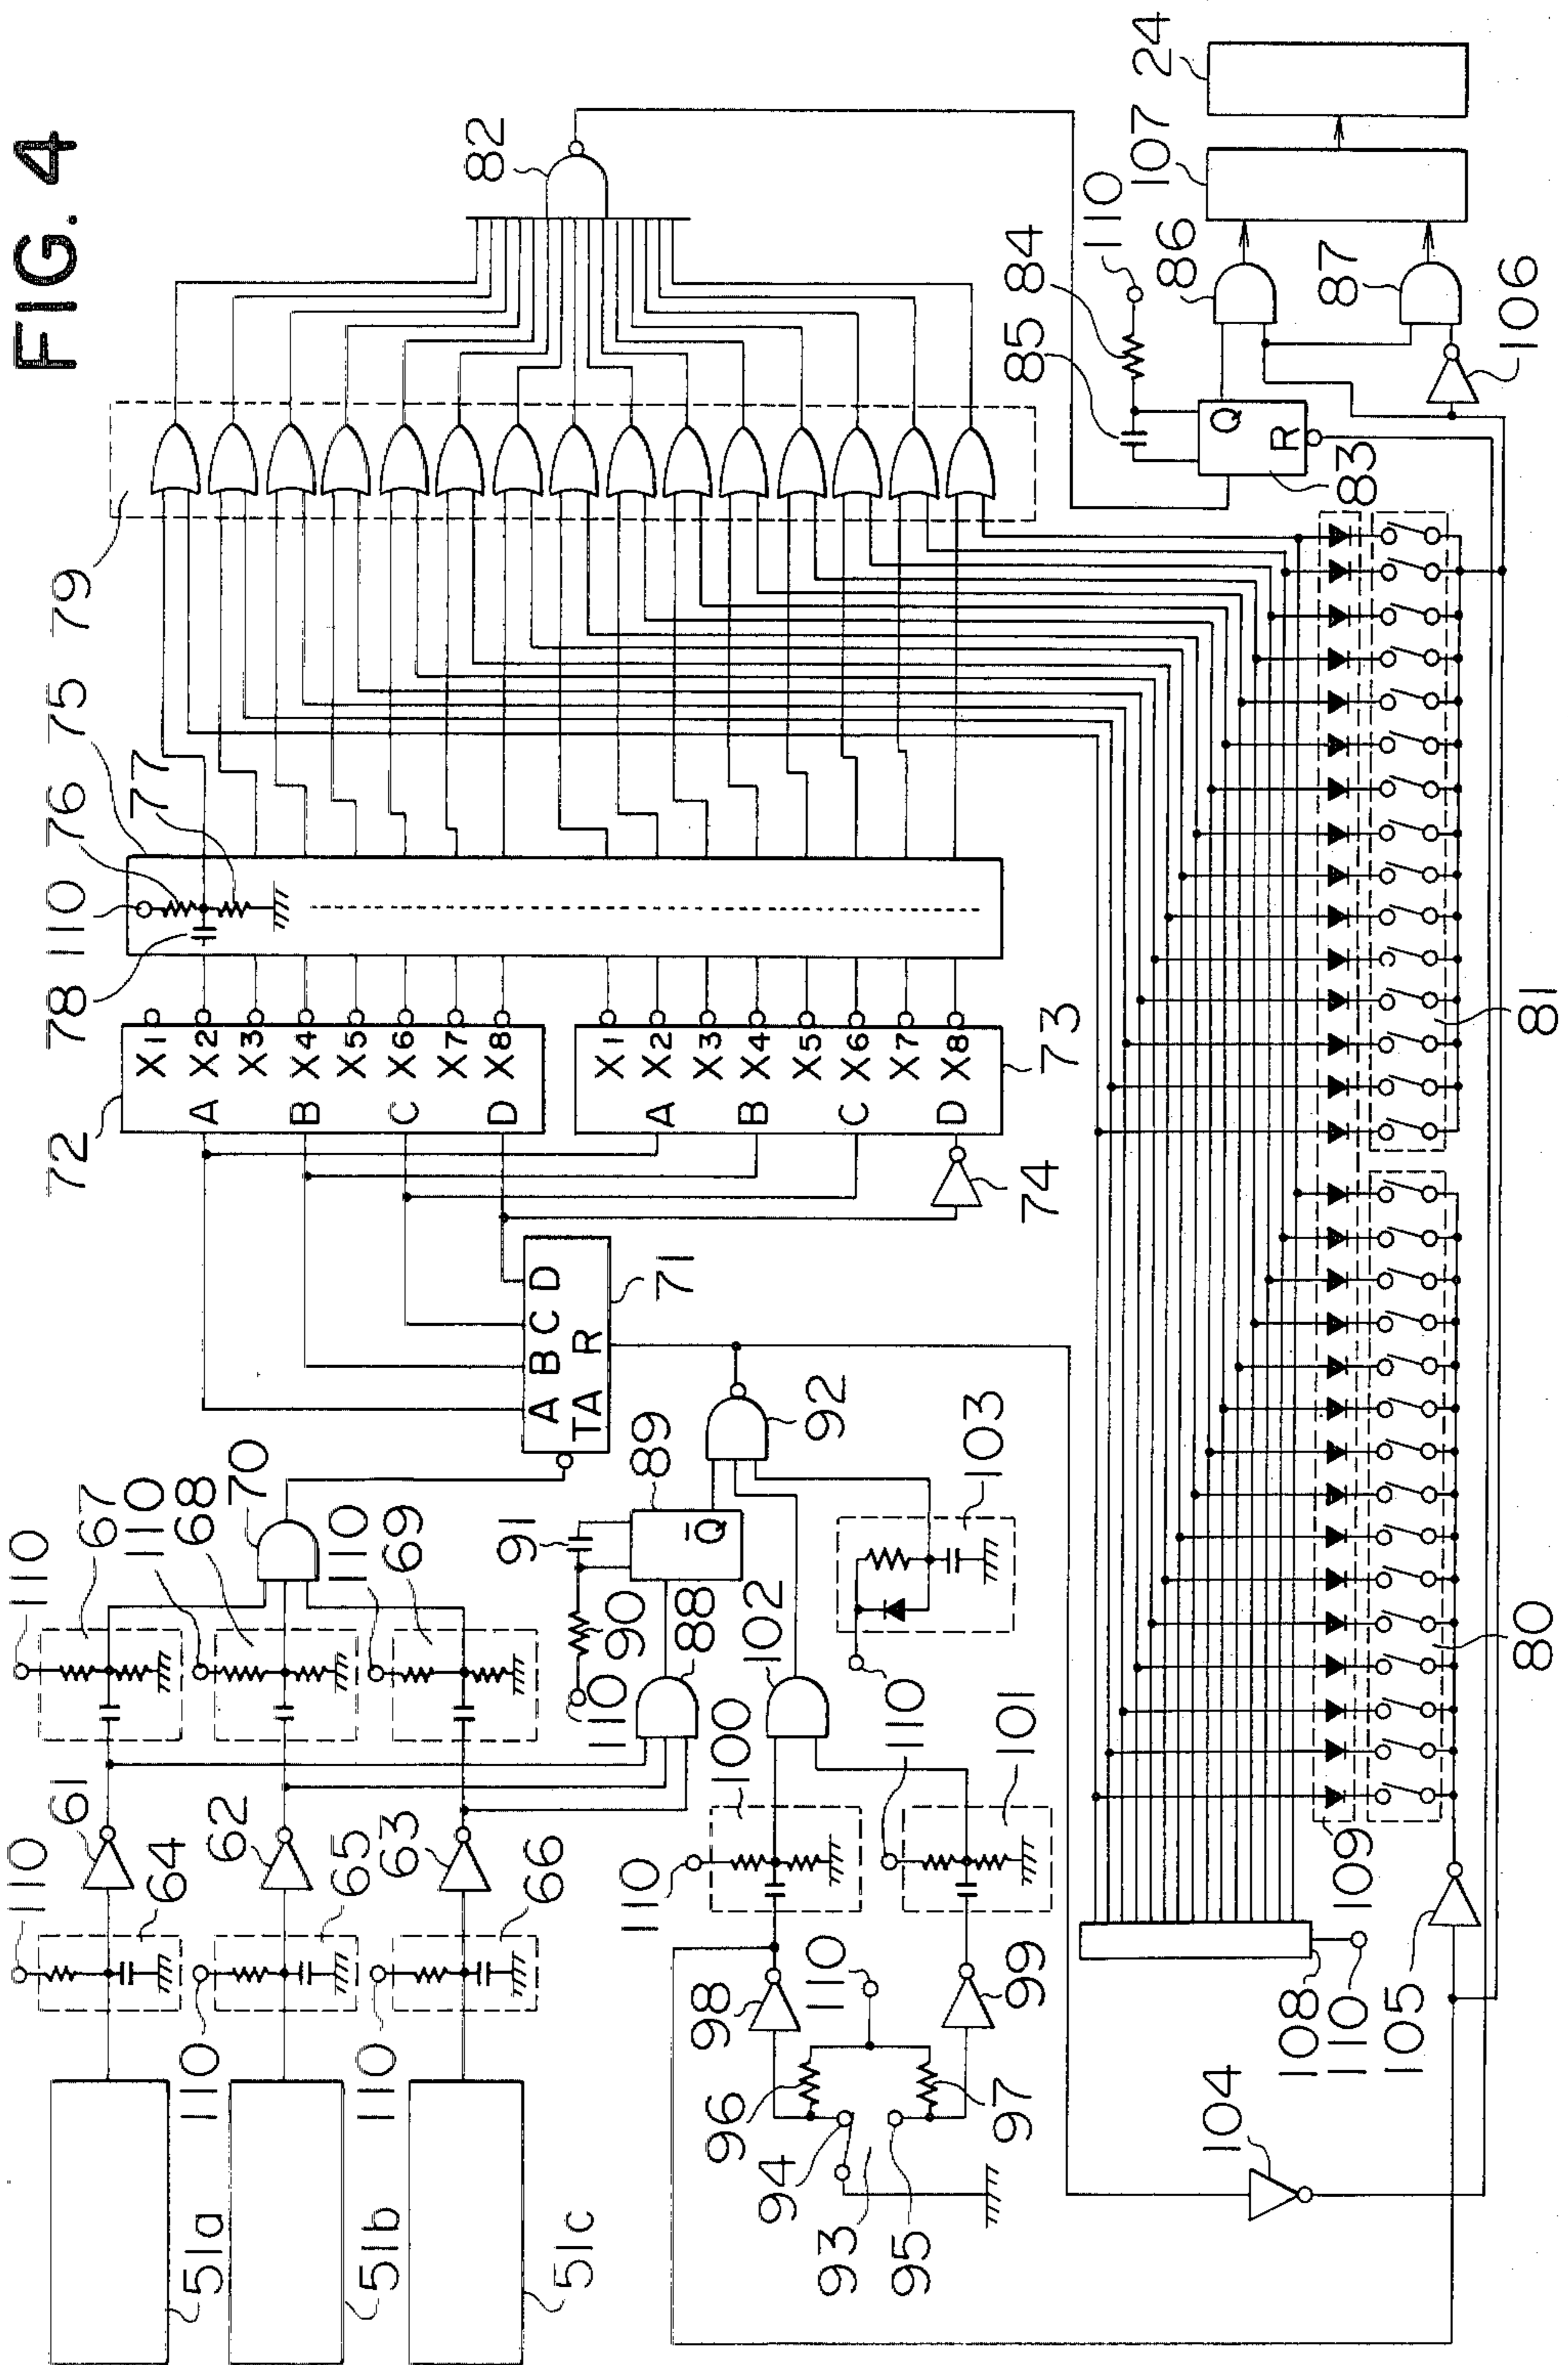 FIG. 4
110
67
110
61
110
64
110
68
70
62
65
110
69
63
66
110
110
51a
51b
51c
91
89
Q̄
90
110
88
92
103
110
102
100
110
101
110
98
99
110
96
97
94
93
95
104
A B C D
TA R
71
72
A
B
C
D
X1
X2
X3
X4
X5
X6
X7
X8
73
A
B
C
D
X1
X2
X3
X4
X5
X6
X7
X8
74
78
110
76
77
75
79
82
110
84
85
Q
R
83
86
87
106
107
24
81
80
109
108
110
105